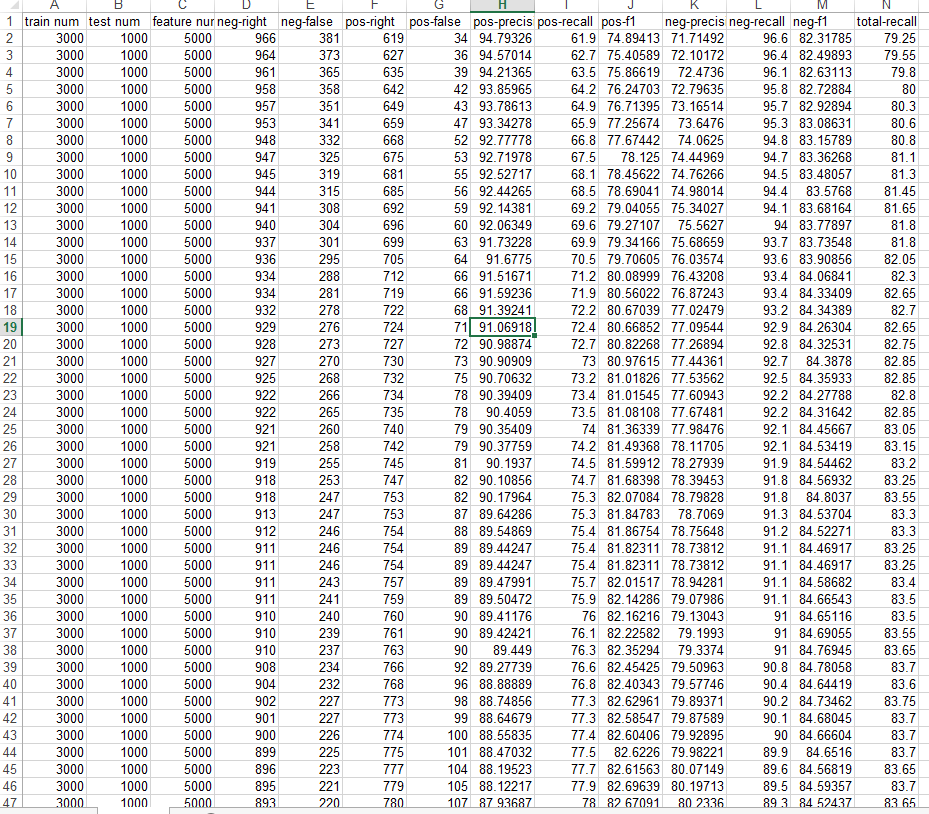 A B C D E F G H I J K L M N
1 train num test num feature nur neg-right neg-false pos-right pos-false pos-precis pos-recall pos-f1 neg-precis neg-recall neg-f1 total-recall
2 3000 1000 5000 966 381 619 34 94.79326 61.9 74.89413 71.71492 96.6 82.31785 79.25
3 3000 1000 5000 964 373 627 36 94.57014 62.7 75.40589 72.10172 96.4 82.49893 79.55
4 3000 1000 5000 961 365 635 39 94.21365 63.5 75.86619 72.4736 96.1 82.63113 79.8
5 3000 1000 5000 958 358 642 42 93.85965 64.2 76.24703 72.79635 95.8 82.72884 80
6 3000 1000 5000 957 351 649 43 93.78613 64.9 76.71395 73.16514 95.7 82.92894 80.3
7 3000 1000 5000 953 341 659 47 93.34278 65.9 77.25674 73.6476 95.3 83.08631 80.6
8 3000 1000 5000 948 332 668 52 92.77778 66.8 77.67442 74.0625 94.8 83.15789 80.8
9 3000 1000 5000 947 325 675 53 92.71978 67.5 78.125 74.44969 94.7 83.36268 81.1
10 3000 1000 5000 945 319 681 55 92.52717 68.1 78.45622 74.76266 94.5 83.48057 81.3
11 3000 1000 5000 944 315 685 56 92.44265 68.5 78.69041 74.98014 94.4 83.5768 81.45
12 3000 1000 5000 941 308 692 59 92.14381 69.2 79.04055 75.34027 94.1 83.68164 81.65
13 3000 1000 5000 940 304 696 60 92.06349 69.6 79.27107 75.5627 94 83.77897 81.8
14 3000 1000 5000 937 301 699 63 91.73228 69.9 79.34166 75.68659 93.7 83.73548 81.8
15 3000 1000 5000 936 295 705 64 91.6775 70.5 79.70605 76.03574 93.6 83.90856 82.05
16 3000 1000 5000 934 288 712 66 91.51671 71.2 80.08999 76.43208 93.4 84.06841 82.3
17 3000 1000 5000 934 281 719 66 91.59236 71.9 80.56022 76.87243 93.4 84.33409 82.65
18 3000 1000 5000 932 278 722 68 91.39241 72.2 80.67039 77.02479 93.2 84.34389 82.7
19 3000 1000 5000 929 276 724 71 91.06918 72.4 80.66852 77.09544 92.9 84.26304 82.65
20 3000 1000 5000 928 273 727 72 90.98874 72.7 80.82268 77.26894 92.8 84.32531 82.75
21 3000 1000 5000 927 270 730 73 90.90909 73 80.97615 77.44361 92.7 84.3878 82.85
22 3000 1000 5000 925 268 732 75 90.70632 73.2 81.01826 77.53562 92.5 84.35933 82.85
23 3000 1000 5000 922 266 734 78 90.39409 73.4 81.01545 77.60943 92.2 84.27788 82.8
24 3000 1000 5000 922 265 735 78 90.4059 73.5 81.08108 77.67481 92.2 84.31642 82.85
25 3000 1000 5000 921 260 740 79 90.35409 74 81.36339 77.98476 92.1 84.45667 83.05
26 3000 1000 5000 921 258 742 79 90.37759 74.2 81.49368 78.11705 92.1 84.53419 83.15
27 3000 1000 5000 919 255 745 81 90.1937 74.5 81.59912 78.27939 91.9 84.54462 83.2
28 3000 1000 5000 918 253 747 82 90.10856 74.7 81.68398 78.39453 91.8 84.56932 83.25
29 3000 1000 5000 918 247 753 82 90.17964 75.3 82.07084 78.79828 91.8 84.8037 83.55
30 3000 1000 5000 913 247 753 87 89.64286 75.3 81.84783 78.7069 91.3 84.53704 83.3
31 3000 1000 5000 912 246 754 88 89.54869 75.4 81.86754 78.75648 91.2 84.52271 83.3
32 3000 1000 5000 911 246 754 89 89.44247 75.4 81.82311 78.73812 91.1 84.46917 83.25
33 3000 1000 5000 911 246 754 89 89.44247 75.4 81.82311 78.73812 91.1 84.46917 83.25
34 3000 1000 5000 911 243 757 89 89.47991 75.7 82.01517 78.94281 91.1 84.58682 83.4
35 3000 1000 5000 911 241 759 89 89.50472 75.9 82.14286 79.07986 91.1 84.66543 83.5
36 3000 1000 5000 910 240 760 90 89.41176 76 82.16216 79.13043 91 84.65116 83.5
37 3000 1000 5000 910 239 761 90 89.42421 76.1 82.22582 79.1993 91 84.69055 83.55
38 3000 1000 5000 910 237 763 90 89.449 76.3 82.35294 79.3374 91 84.76945 83.65
39 3000 1000 5000 908 234 766 92 89.27739 76.6 82.45425 79.50963 90.8 84.78058 83.7
40 3000 1000 5000 904 232 768 96 88.88889 76.8 82.40343 79.57746 90.4 84.64419 83.6
41 3000 1000 5000 902 227 773 98 88.74856 77.3 82.62961 79.89371 90.2 84.73462 83.75
42 3000 1000 5000 901 227 773 99 88.64679 77.3 82.58547 79.87589 90.1 84.68045 83.7
43 3000 1000 5000 900 226 774 100 88.55835 77.4 82.60406 79.92895 90 84.66604 83.7
44 3000 1000 5000 899 225 775 101 88.47032 77.5 82.6226 79.98221 89.9 84.6516 83.7
45 3000 1000 5000 896 223 777 104 88.19523 77.7 82.61563 80.07149 89.6 84.56819 83.65
46 3000 1000 5000 895 221 779 105 88.12217 77.9 82.69639 80.19713 89.5 84.59357 83.7
47 3000 1000 5000 893 220 780 107 87.93687 78 82.67091 80.2336 89.3 84.52437 83.65